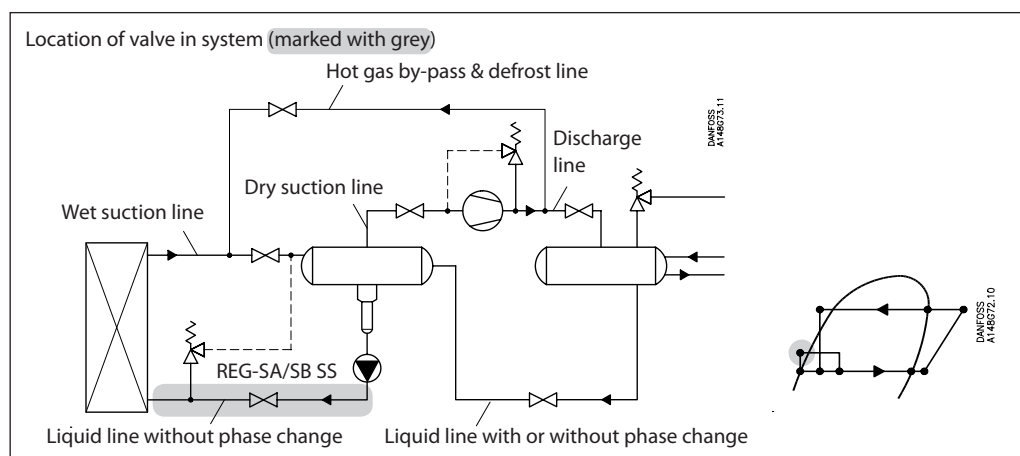 Location of valve in system (marked with grey)
Hot gas by-pass & defrost line
DANFOSS
A14BG73.11
Discharge
line
Dry suction line
Wet suction line
DANFOSS
A14BG72.10
REG-SA/SB SS
Liquid line without phase change
Liquid line with or without phase change